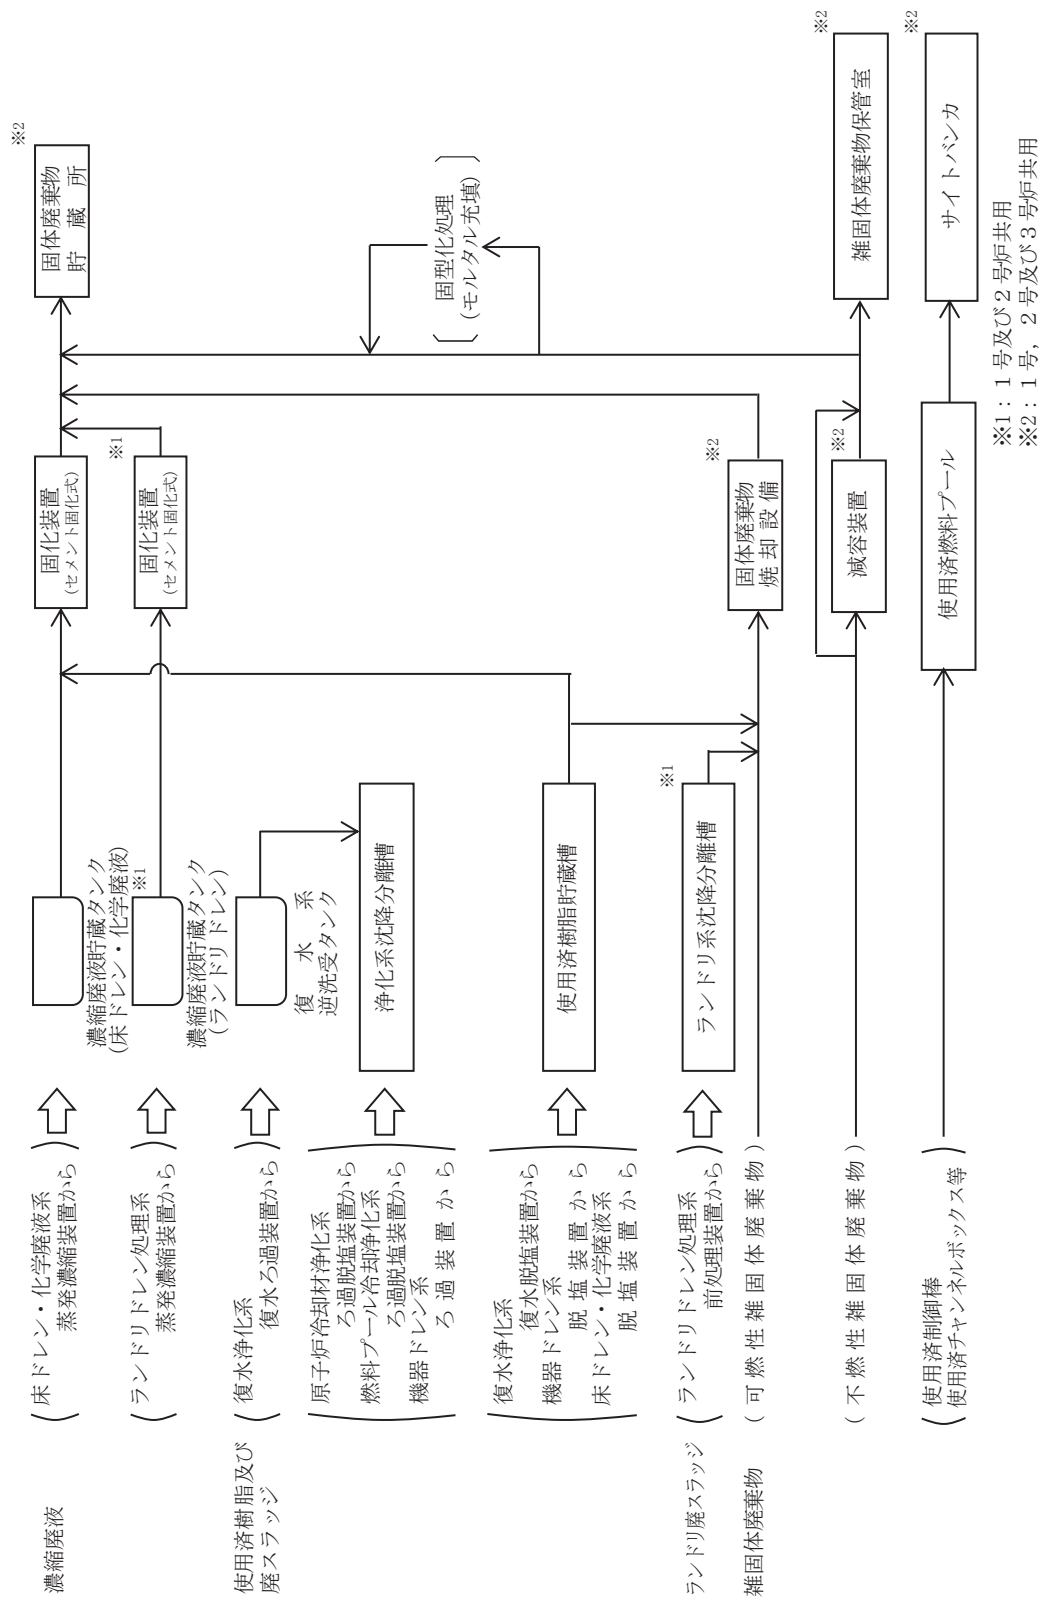 濃縮廃液
床ドレン・化学廃液系
蒸発濃縮装置から
濃縮廃液貯蔵タンク
(床ドレン・化学廃液)
固化装置
(セメント固化式)
固体廃棄物
貯蔵所
※2
ランドリドレン処理系
蒸発濃縮装置から
※1
濃縮廃液貯蔵タンク
(ランドリドレン)
※1
固化装置
(セメント固化式)
使用済樹脂及び
廃スラッジ
復水浄化系
復水ろ過装置から
復水系
逆洗受タンク
原子炉冷却材浄化系
ろ過脱塩装置から
燃料プール冷却浄化系
ろ過脱塩装置から
機器ドレン系
ろ過装置から
浄化系沈降分離槽
復水浄化系
復水脱塩装置から
機器ドレン系
脱塩装置から
床ドレン・化学廃液系
脱塩装置から
使用済樹脂貯蔵槽
固型化処理
(モルタル充填)
ランドリ廃スラッジ
ランドリドレン処理系
前処理装置から
※1
ランドリ系沈降分離槽
雑固体廃棄物
(可燃性雑固体廃棄物)
※2
固体廃棄物
焼却設備
(不燃性雑固体廃棄物)
※2
減容装置
※2
雑固体廃棄物保管室
使用済制御棒
使用済チャンネルボックス等
使用済燃料プール
※2
サイトバンカ
※1：1号及び2号炉共用
※2：1号，2号及び3号炉共用